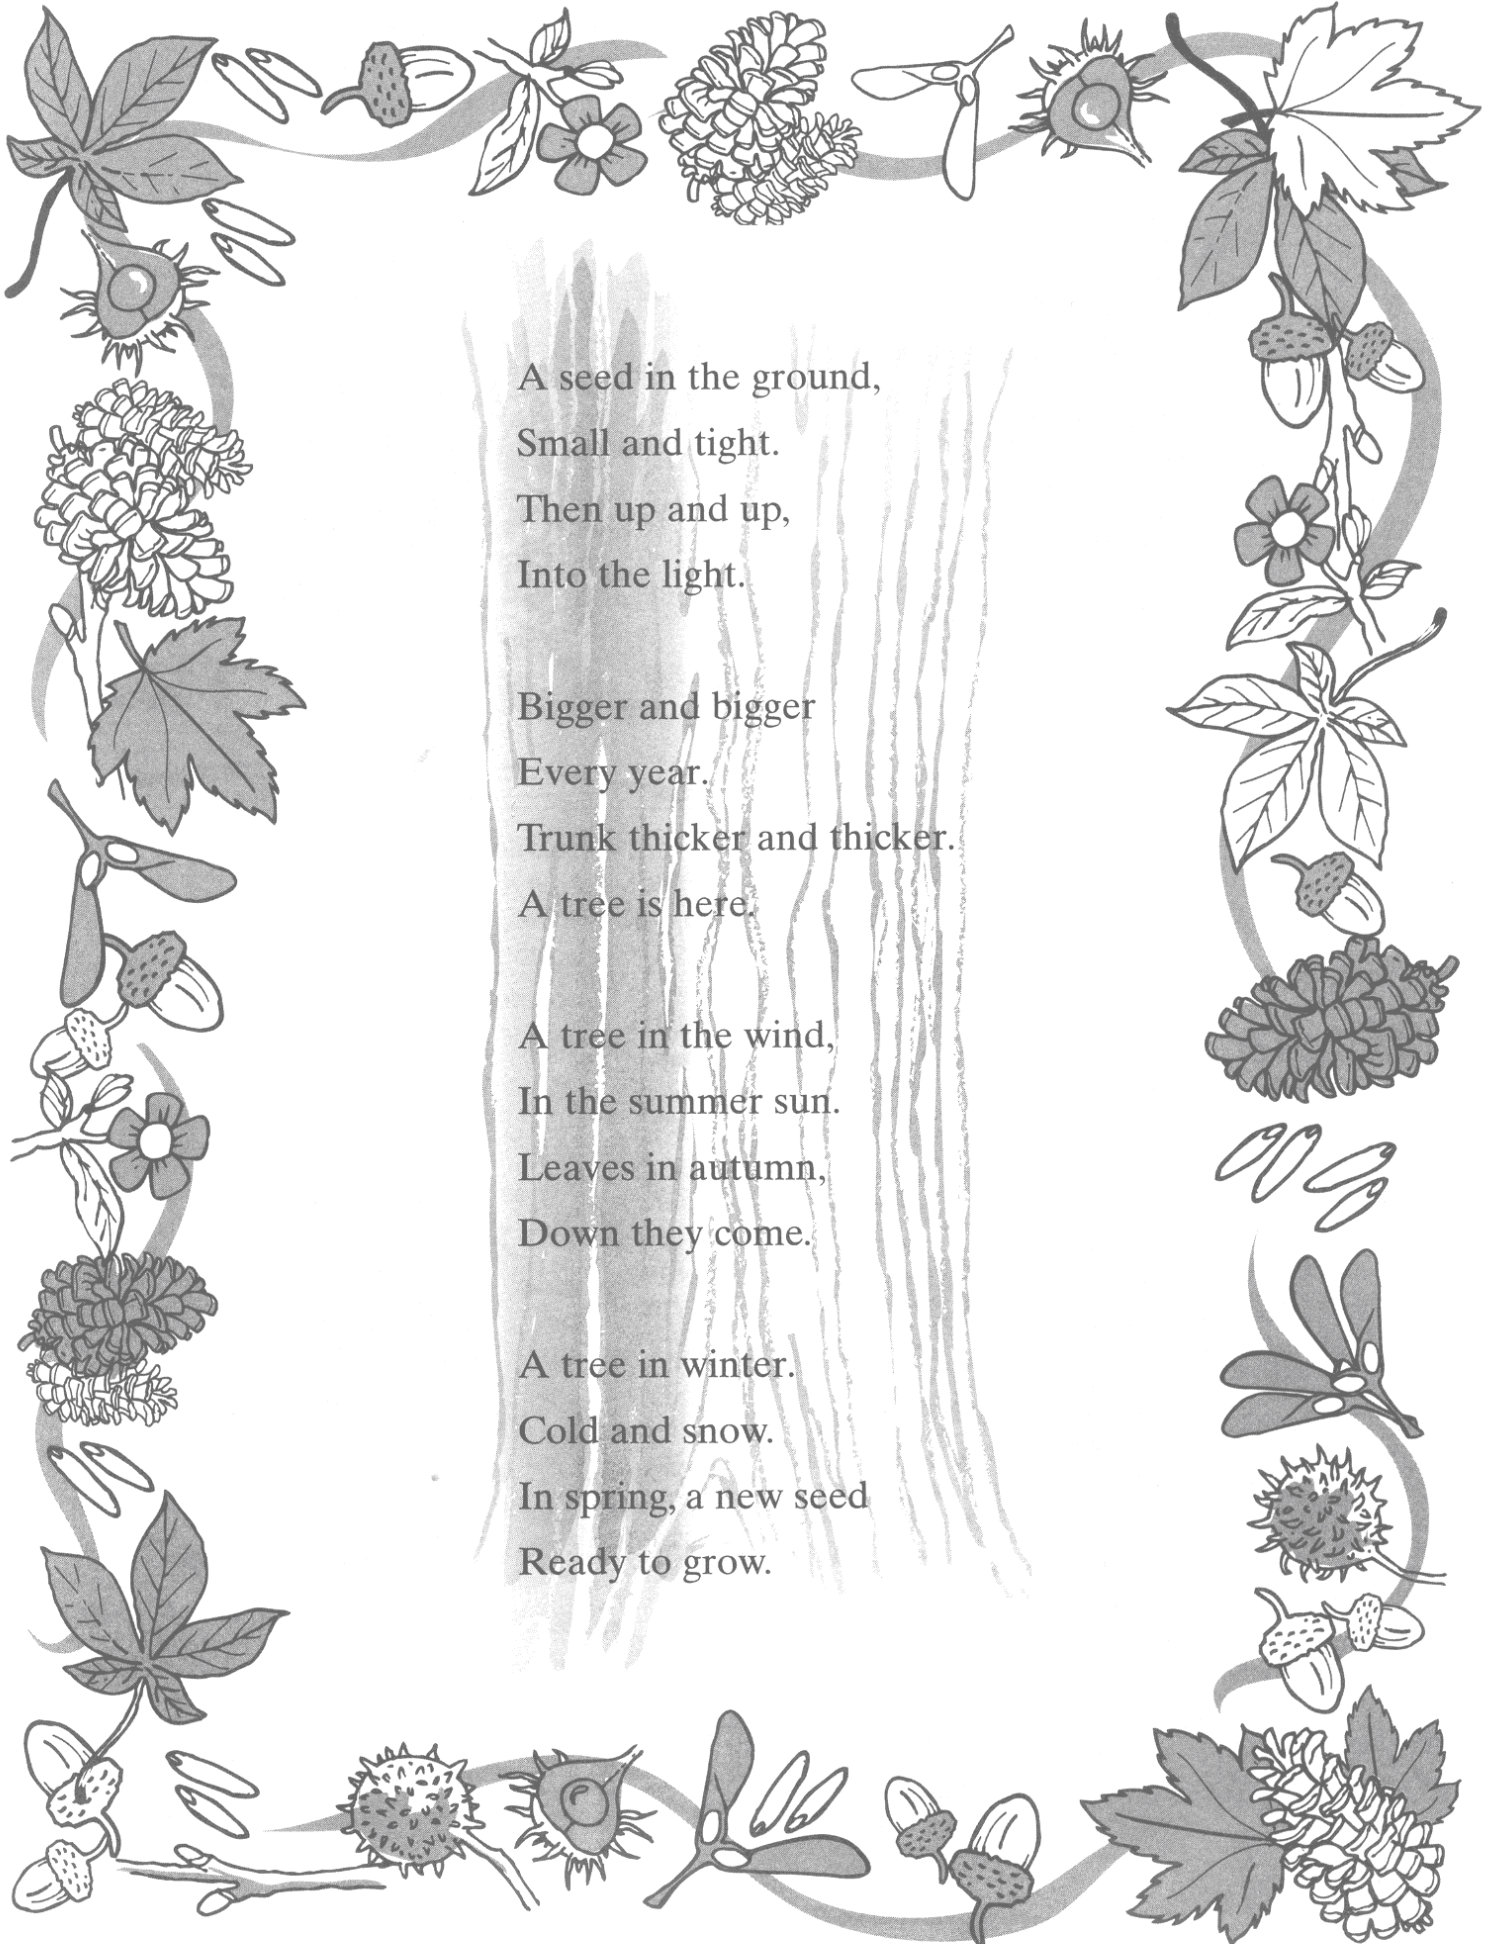 A seed in the ground,
Small and tight.
Then up and up,
Into the light.
Bigger and bigger
Every year.
Trunk thicker and thicker.
A tree is here.
A tree in the wind,
In the summer sun.
Leaves in autumn,
Down they come.
A tree in winter.
Cold and snow.
In spring, a new seed
Ready to grow.